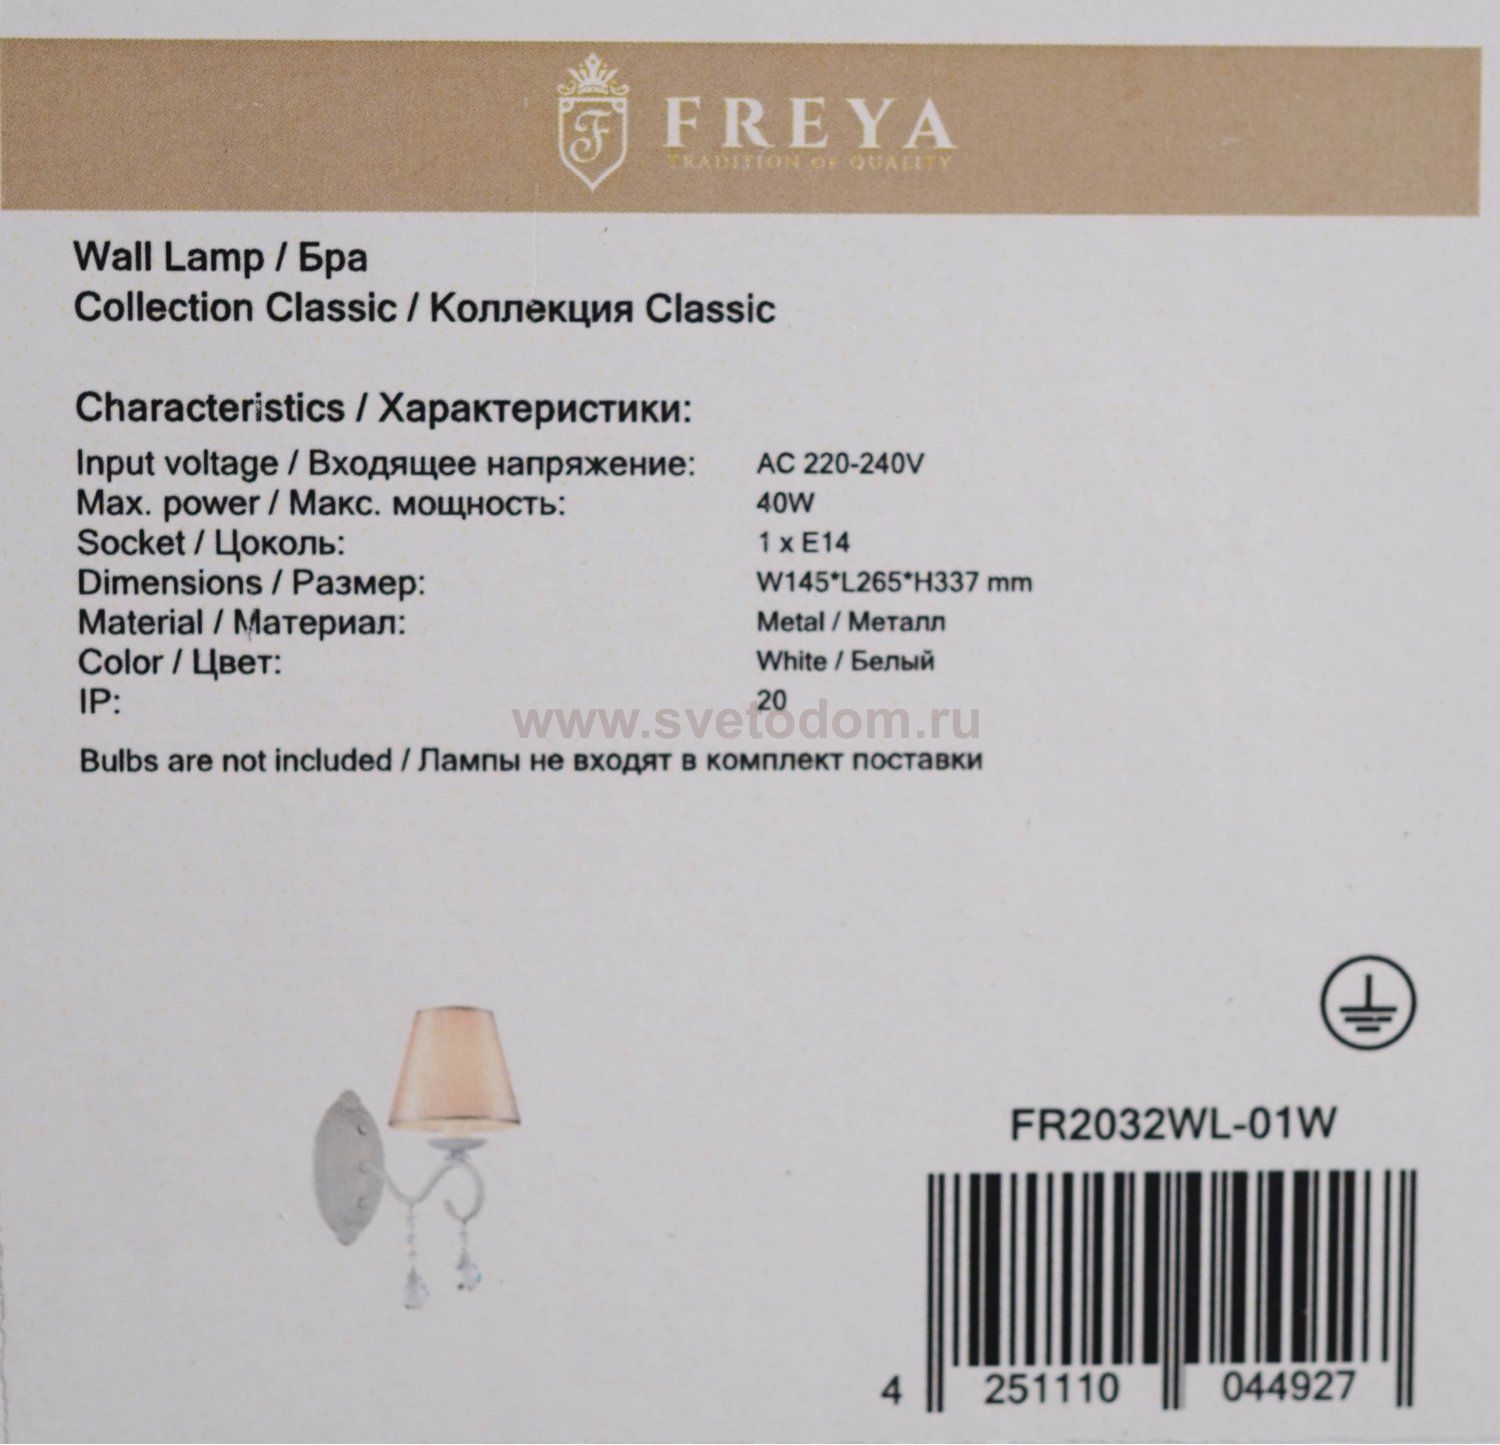 FREYA
TRADITION OF QUALITY
Wall Lamp / Бра
Collection Classic / Коллекция Classic
Characteristics / Характеристики:
Input voltage / Входящее напряжение: AC 220-240V
Max. power / Макс. мощность: 40W
Socket / Цоколь: 1 x E14
Dimensions / Размер: W145*L265*H337 mm
Material / Материал: Metal / Металл
Color / Цвет: White / Белый
IP: 20
www.svetodom.ru
Bulbs are not included / Лампы не входят в комплект поставки
FR2032WL-01W
4 251110 044927